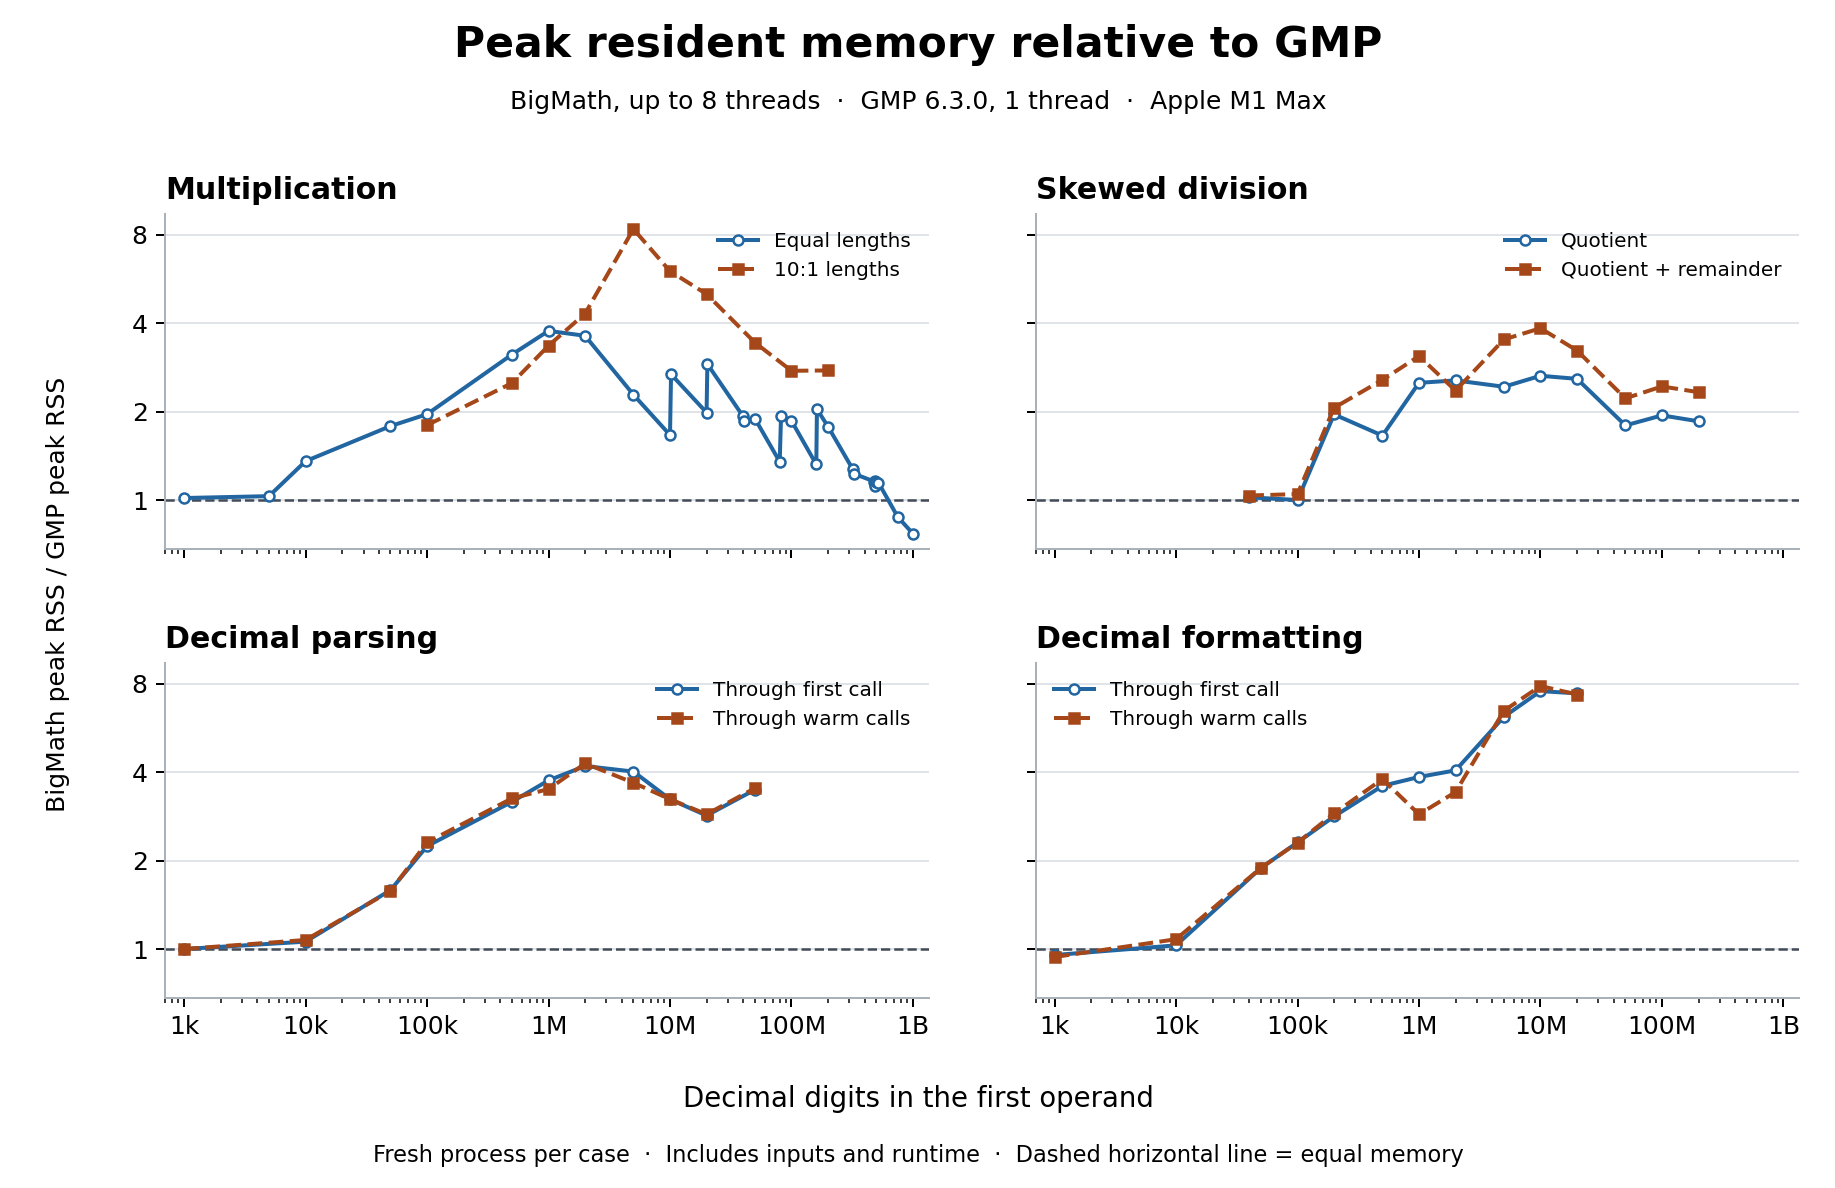 Peak resident memory relative to GMP
BigMath, up to 8 threads · GMP 6.3.0, 1 thread · Apple M1 Max
BigMath peak RSS / GMP peak RSS
Multiplication
8
4
2
1
Equal lengths
10:1 lengths
Skewed division
Quotient
Quotient + remainder
Decimal parsing
8
4
2
1
Through first call
Through warm calls
1k 10k 100k 1M 10M 100M 1B
Decimal formatting
Through first call
Through warm calls
1k 10k 100k 1M 10M 100M 1B
Decimal digits in the first operand
Fresh process per case · Includes inputs and runtime · Dashed horizontal line = equal memory